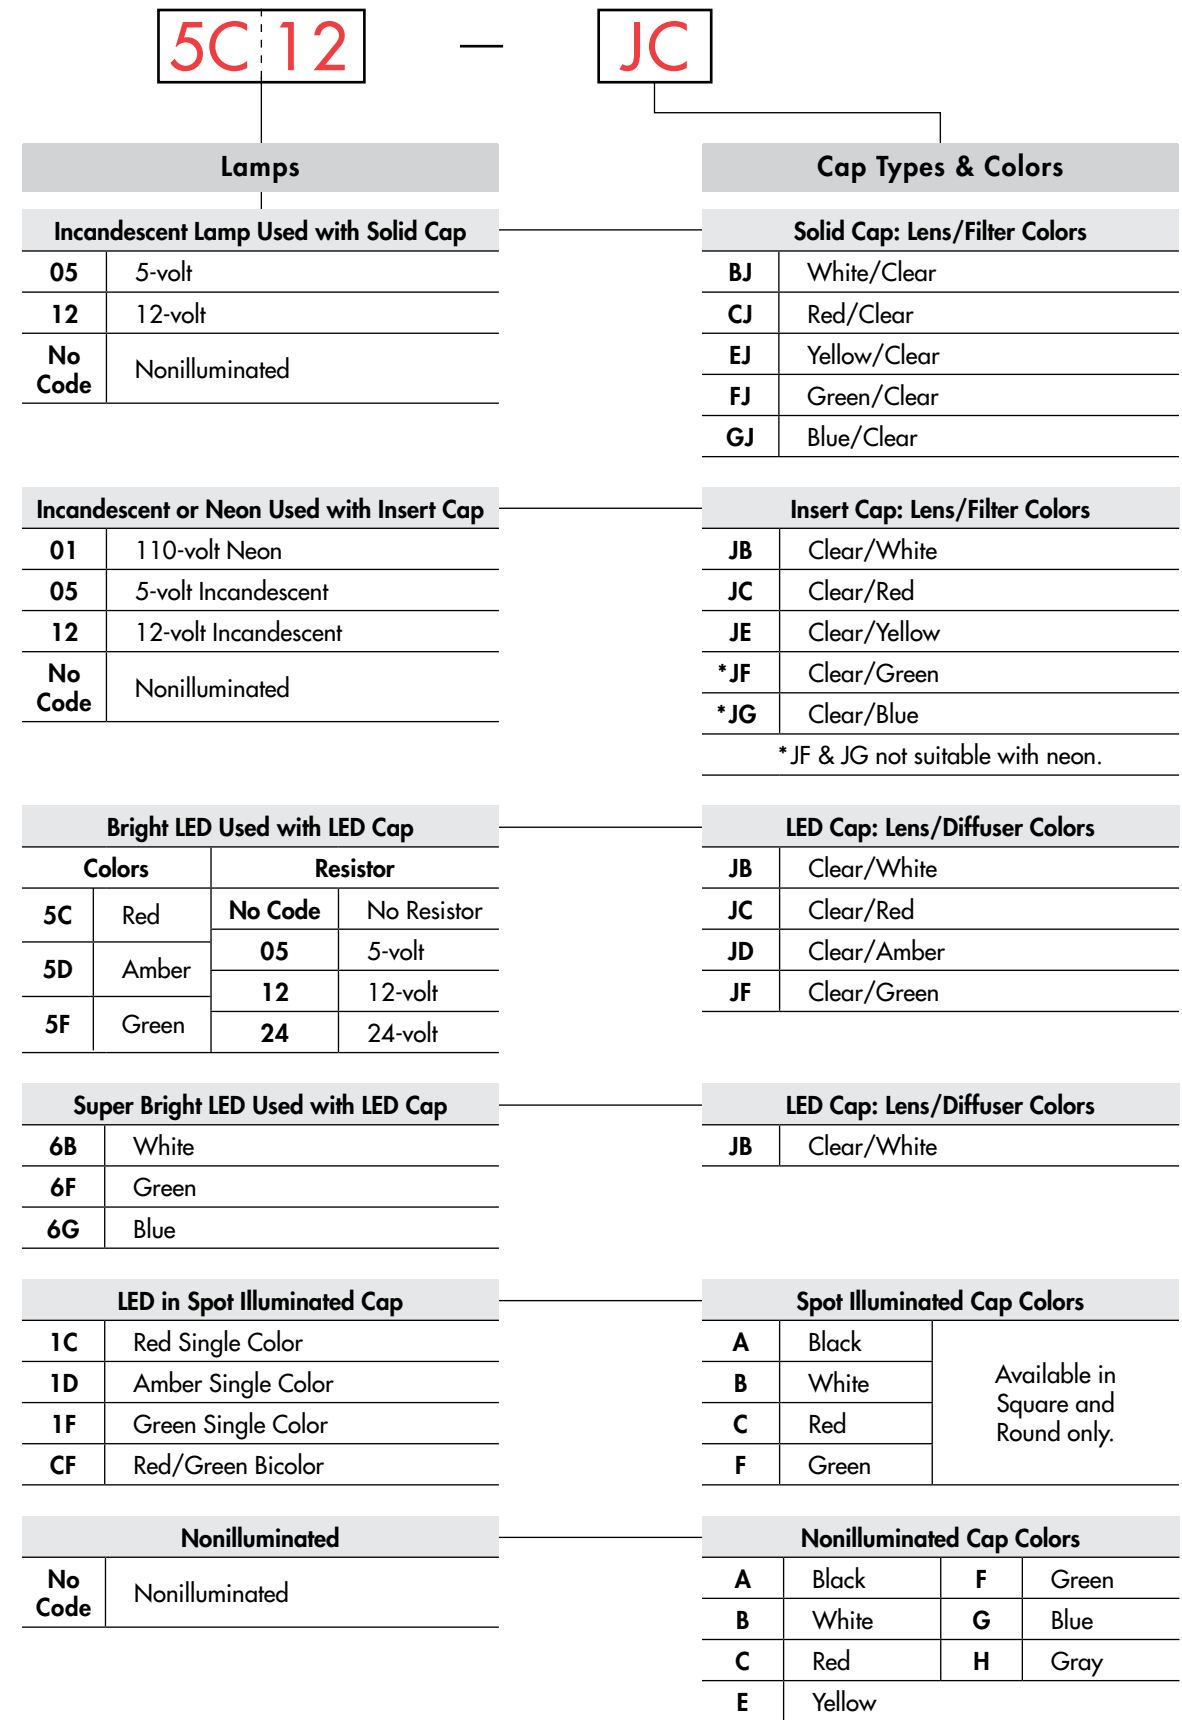 5C 12 — JC
Lamps
Incandescent Lamp Used with Solid Cap
05 5-volt
12 12-volt
No
Code
Nonilluminated
Cap Types & Colors
Solid Cap: Lens/Filter Colors
BJ White/Clear
CJ Red/Clear
EJ Yellow/Clear
FJ Green/Clear
GJ Blue/Clear
Incandescent or Neon Used with Insert Cap
01 110-volt Neon
05 5-volt Incandescent
12 12-volt Incandescent
No
Code
Nonilluminated
Insert Cap: Lens/Filter Colors
JB Clear/White
JC Clear/Red
JE Clear/Yellow
*JF Clear/Green
*JG Clear/Blue
*JF & JG not suitable with neon.
Bright LED Used with LED Cap
Colors Resistor
5C Red
5D Amber
5F Green
No Code No Resistor
05 5-volt
12 12-volt
24 24-volt
LED Cap: Lens/Diffuser Colors
JB Clear/White
JC Clear/Red
JD Clear/Amber
JF Clear/Green
Super Bright LED Used with LED Cap
6B White
6F Green
6G Blue
LED Cap: Lens/Diffuser Colors
JB Clear/White
LED in Spot Illuminated Cap
1C Red Single Color
1D Amber Single Color
1F Green Single Color
CF Red/Green Bicolor
Spot Illuminated Cap Colors
A Black
B White
C Red
F Green
Available in
Square and
Round only.
Nonilluminated
No
Code
Nonilluminated
Nonilluminated Cap Colors
A Black F Green
B White G Blue
C Red H Gray
E Yellow